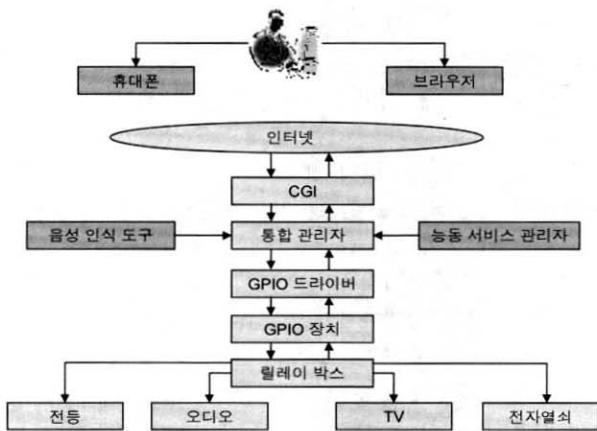 휴대폰
브라우저
인터넷
CGI
음성 인식 도구
통합 관리자
능동 서비스 관리자
GPIO 드라이버
GPIO 장치
릴레이 박스
전등
오디오
TV
전자열쇠